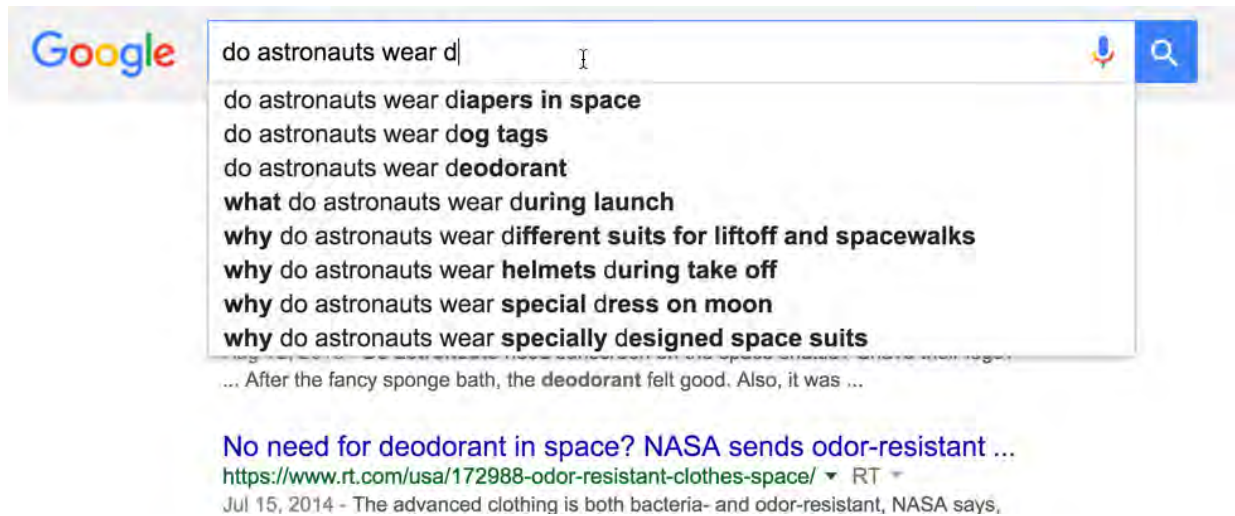 Google
do astronauts wear d
do astronauts wear diapers in space
do astronauts wear dog tags
do astronauts wear deodorant
what do astronauts wear during launch
why do astronauts wear different suits for liftoff and spacewalks
why do astronauts wear helmets during take off
why do astronauts wear special dress on moon
why do astronauts wear specially designed space suits
... After the fancy sponge bath, the deodorant felt good. Also, it was ...
No need for deodorant in space? NASA sends odor-resistant ...
https://www.rt.com/usa/172988-odor-resistant-clothes-space/ RT
Jul 15, 2014 - The advanced clothing is both bacteria- and odor-resistant, NASA says,